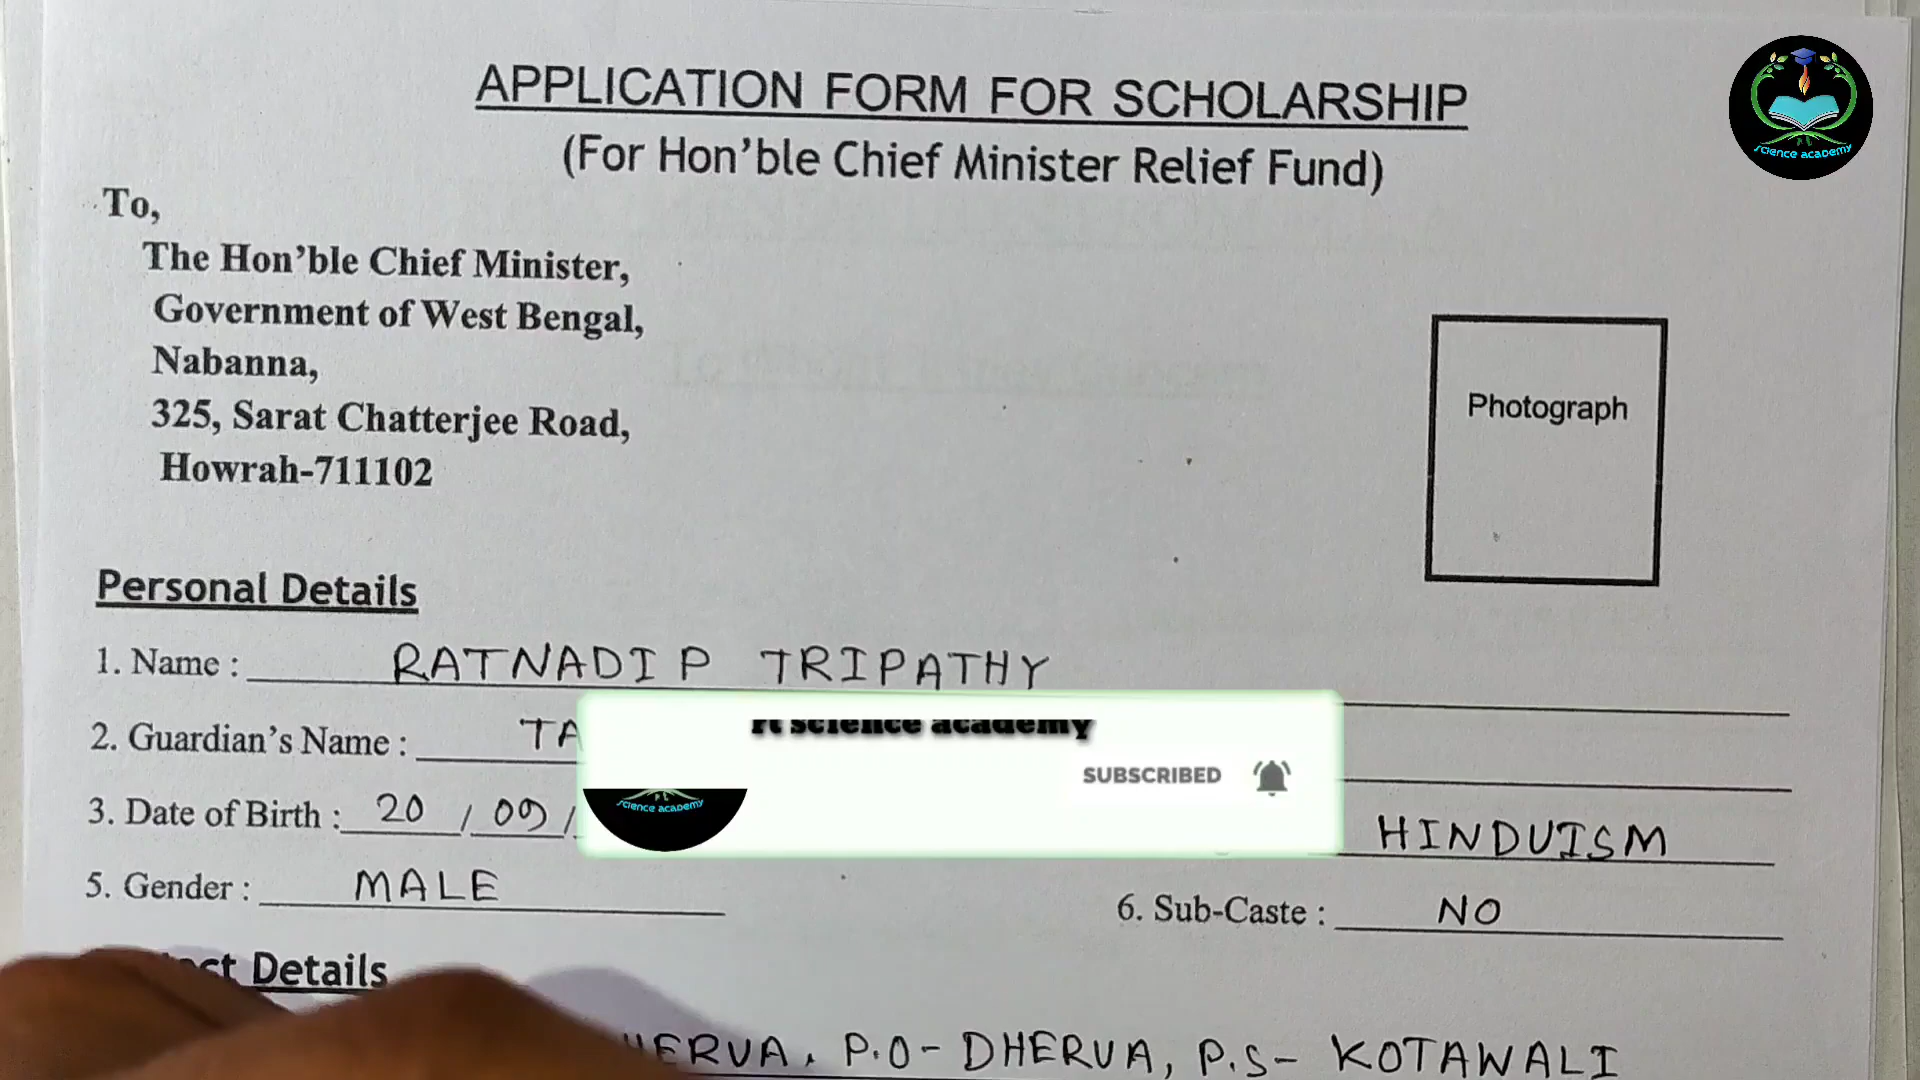 APPLICATION FORM FOR SCHOLARSHIP
(For Hon'ble Chief Minister Relief Fund)
science academy
To,
The Hon'ble Chief Minister,
Government of West Bengal,
Nabanna,
325, Sarat Chatterjee Road,
Howrah-711102
Photograph
Personal Details
1. Name : RATNADIP TRIPATHY
2. Guardian's Name : TA
rt science academy
SUBSCRIBED
science academy
3. Date of Birth : 20 / 09 /
HINDUISM
5. Gender : MALE
6. Sub-Caste : NO
Details
P.O- DHERUA, P.S- KOTAWALI